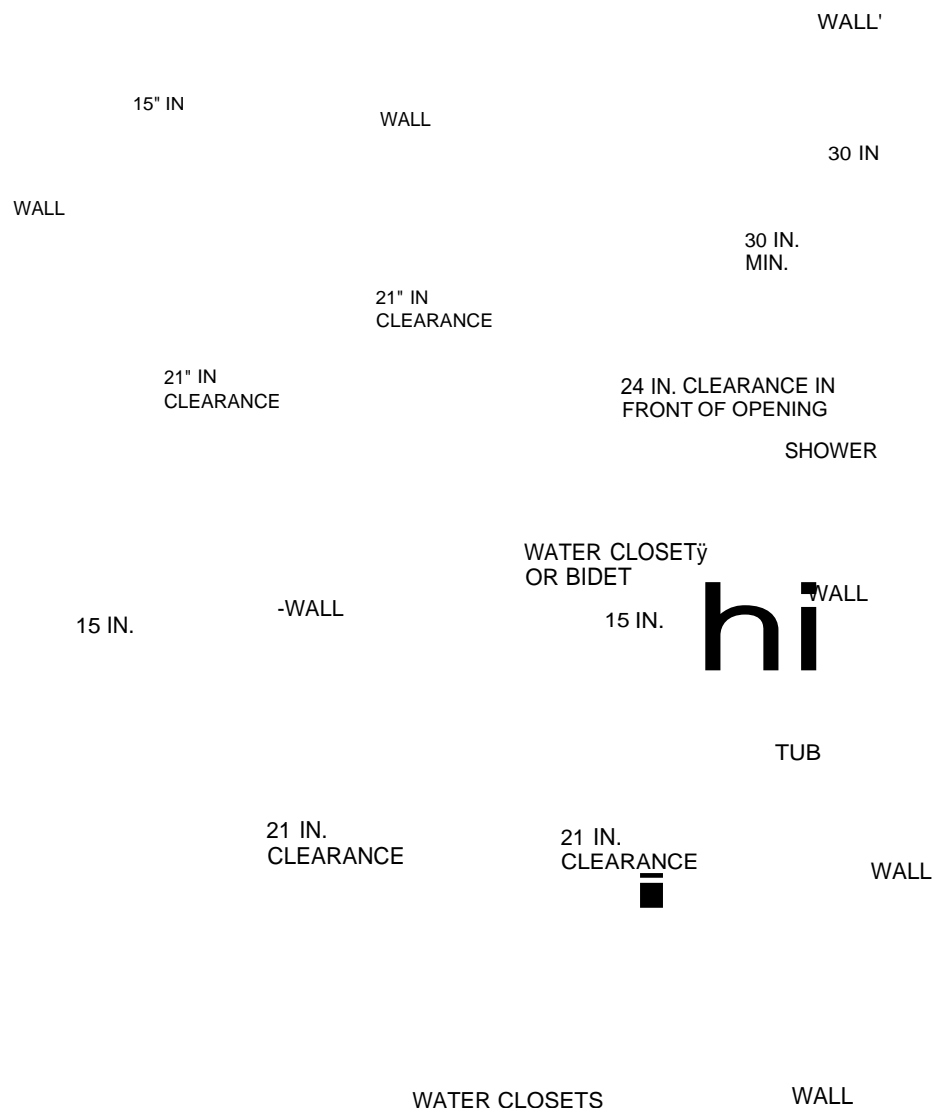 WALL'
15" IN
WALL
30 IN
WALL
30 IN.
MIN.
21" IN
CLEARANCE
21" IN
CLEARANCE
24 IN. CLEARANCE IN
FRONT OF OPENING
SHOWER
WATER CLOSETÿ
OR BIDET
hi
WALL
-WALL
15 IN.
15 IN.
TUB
21 IN.
CLEARANCE
21 IN.
CLEARANCE
WALL
WATER CLOSETS
WALL